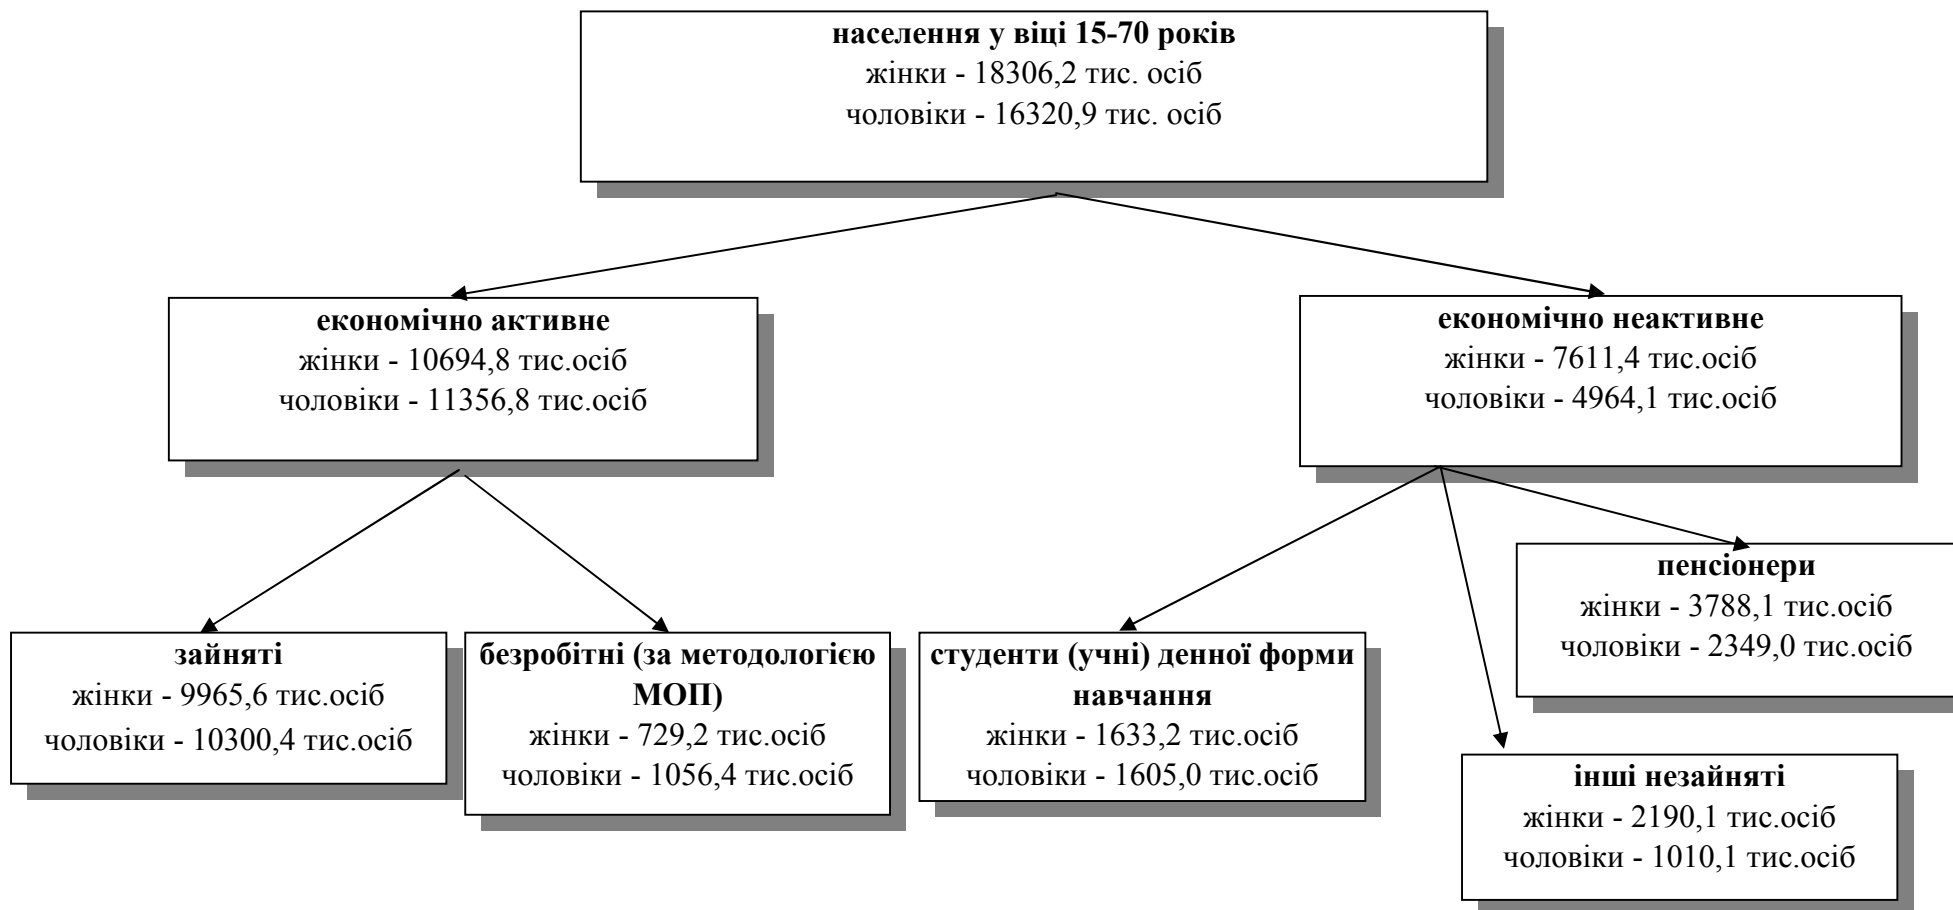 населення у віці 15-70 років
жінки - 18306,2 тис. осіб
чоловіки - 16320,9 тис. осіб
економічно активне
жінки - 10694,8 тис.осіб
чоловіки - 11356,8 тис.осіб
економічно неактивне
жінки - 7611,4 тис.осіб
чоловіки - 4964,1 тис.осіб
зайняті
жінки - 9965,6 тис.осіб
чоловіки - 10300,4 тис.осіб
безробітні (за методологією
МОП)
жінки - 729,2 тис.осіб
чоловіки - 1056,4 тис.осіб
студенти (учні) денної форми
навчання
жінки - 1633,2 тис.осіб
чоловіки - 1605,0 тис.осіб
пенсіонери
жінки - 3788,1 тис.осіб
чоловіки - 2349,0 тис.осіб
інші незайняті
жінки - 2190,1 тис.осіб
чоловіки - 1010,1 тис.осіб